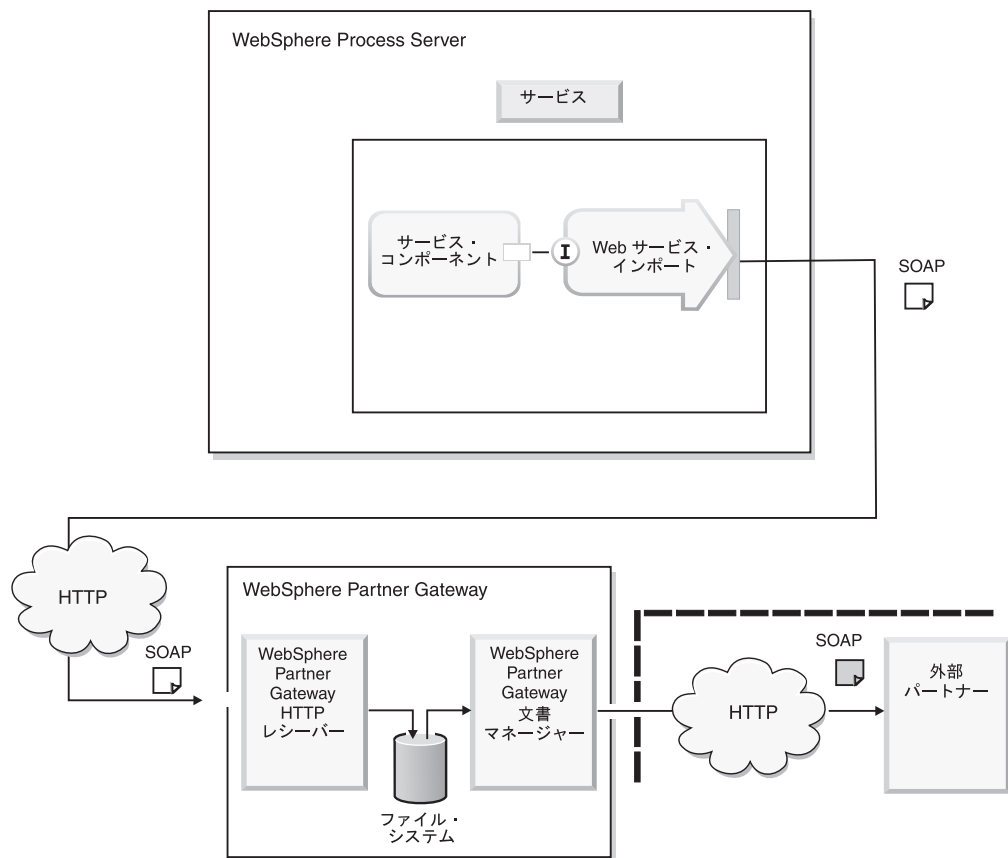 WebSphere Process Server
サービス
サービス・
コンポーネント
I
Web サービス・
インポート
SOAP
HTTP
SOAP
WebSphere Partner Gateway
WebSphere
Partner
Gateway
HTTP
レシーバー
ファイル・
システム
WebSphere
Partner
Gateway
文書
マネージャー
HTTP
SOAP
外部
パートナー